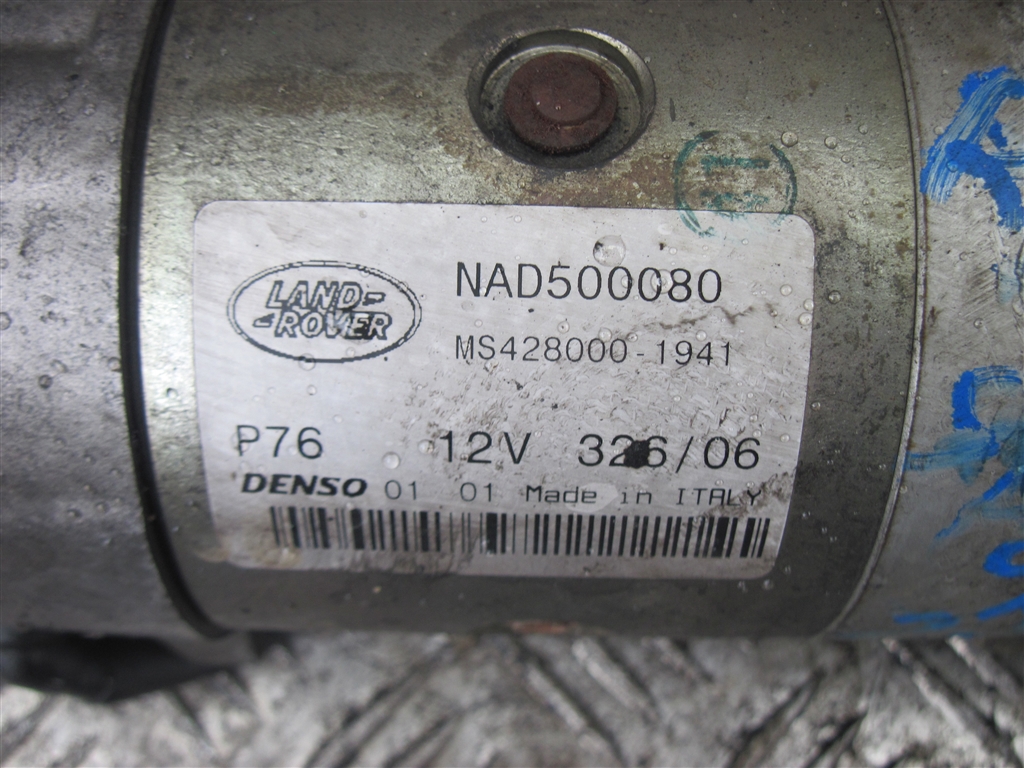 LAND-
-ROVER
NAD500080
MS428000-1941
P76 12V 326/06
DENSO 01 01 Made in ITALY